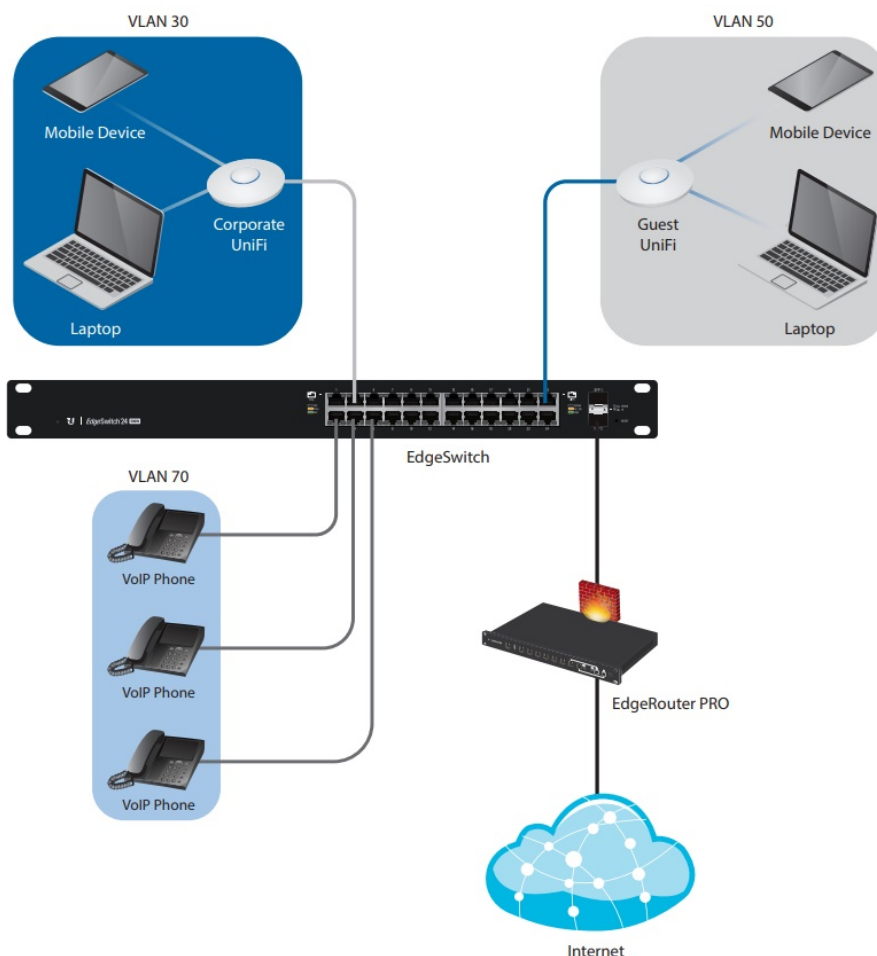 VLAN 30
VLAN 50
Mobile Device
Mobile Device
Corporate
UniFi
Guest
UniFi
Laptop
Laptop
EdgeSwitch 24
EdgeSwitch
VLAN 70
VoIP Phone
VoIP Phone
EdgeRouter PRO
VoIP Phone
Internet